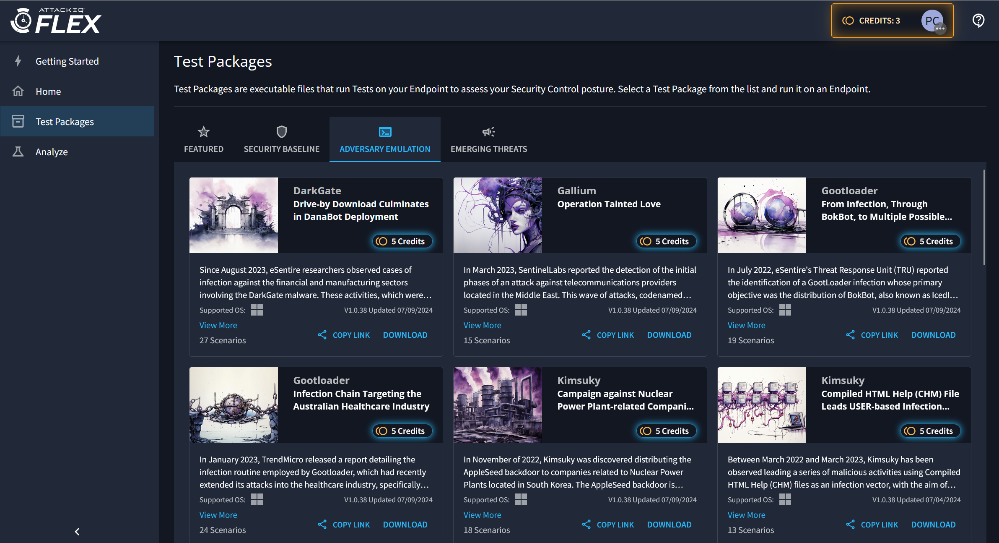 ATTACKIQ
FLEX
CREDITS: 3
PC
Getting Started
Home
Test Packages
Analyze
Test Packages
Test Packages are executable files that run Tests on your Endpoint to assess your Security Control posture. Select a Test Package from the list and run it on an Endpoint.
FEATURED
SECURITY BASELINE
ADVERSARY EMULATION
EMERGING THREATS
DarkGate
Drive-by Download Culminates
in DanaBot Deployment
5 Credits
Since August 2023, eSentire researchers observed cases of
infection against the financial and manufacturing sectors
involving the DarkGate malware. These activities, which were…
Supported OS:
V1.0.38 Updated 07/09/2024
View More
COPY LINK
DOWNLOAD
27 Scenarios
Gallium
Operation Tainted Love
5 Credits
In March 2023, SentinelLabs reported the detection of the initial
phases of an attack against telecommunications providers
located in the Middle East. This wave of attacks, codenamed…
Supported OS:
V1.0.38 Updated 07/09/2024
View More
COPY LINK
DOWNLOAD
15 Scenarios
Gootloader
From Infection, Through
BokBot, to Multiple Possible...
5 Credits
In July 2022, eSentire's Threat Response Unit (TRU) reported
the identification of a GootLoader infection whose primary
objective was the distribution of BokBot, also known as IcedI…
Supported OS:
V1.0.38 Updated 07/09/2024
View More
COPY LINK
DOWNLOAD
19 Scenarios
Gootloader
Infection Chain Targeting the
Australian Healthcare Industry
5 Credits
In January 2023, TrendMicro released a report detailing the
infection routine employed by Gootloader, which had recently
extended its attacks into the healthcare industry, specifically…
Supported OS:
V1.0.38 Updated 07/09/2024
View More
COPY LINK
DOWNLOAD
24 Scenarios
Kimsuky
Campaign against Nuclear
Power Plant-related Compani...
5 Credits
In November of 2022, Kimsuky was discovered distributing the
AppleSeed backdoor to companies related to Nuclear Power
Plants located in South Korea. The AppleSeed backdoor is…
Supported OS:
V1.0.38 Updated 07/09/2024
View More
COPY LINK
DOWNLOAD
18 Scenarios
Kimsuky
Compiled HTML Help (CHM) File
Leads USER-based Infection...
5 Credits
Between March 2022 and March 2023, Kimsuky has been
observed leading a series of malicious activities using Compiled
HTML Help (CHM) files as an infection vector, with the aim of…
Supported OS:
V1.0.38 Updated 07/04/2024
View More
COPY LINK
DOWNLOAD
13 Scenarios